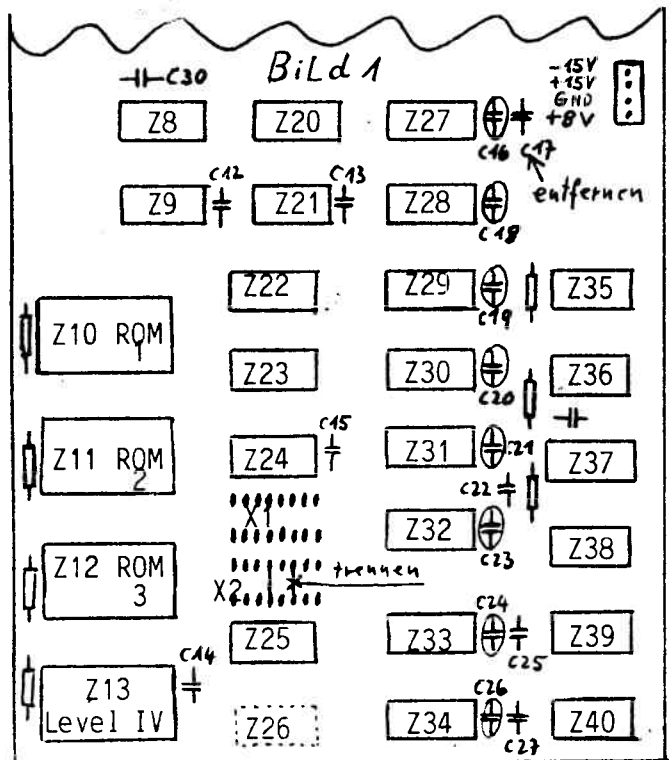 BiLd 1
C30
-15V
+15V
GND
+8V
Z8
Z20
Z27
C16
C17
entfernen
C12
C13
Z9
Z21
Z28
C18
Z22
Z29
Z35
C19
Z10 ROM
1
Z23
Z30
Z36
C20
C15
C21
Z11 ROM
2
Z24
Z31
Z37
C22
X1
Z32
Z38
C23
Z12 ROM
3
trennen
X2
C24
Z25
Z33
Z39
C25
C14
C26
Z13
Level IV
Z26
Z34
Z40
C27